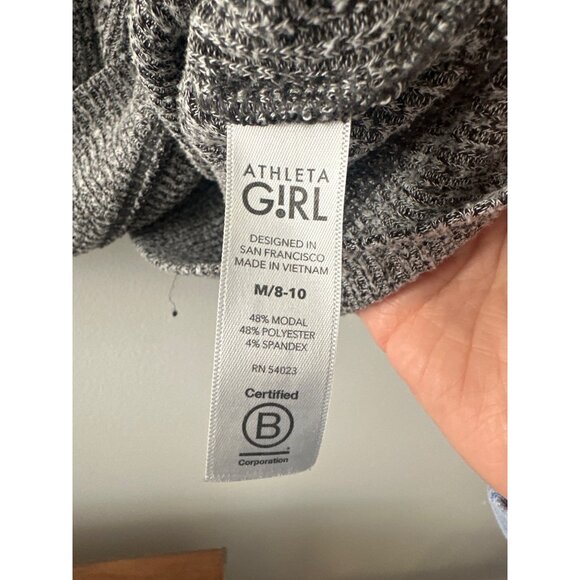 ATHLETA
G!RL
DESIGNED IN
SAN FRANCISCO
MADE IN VIETNAM
M/8-10
48% MODAL
48% POLYESTER
4% SPANDEX
RN 54023
Certified
B
Corporation